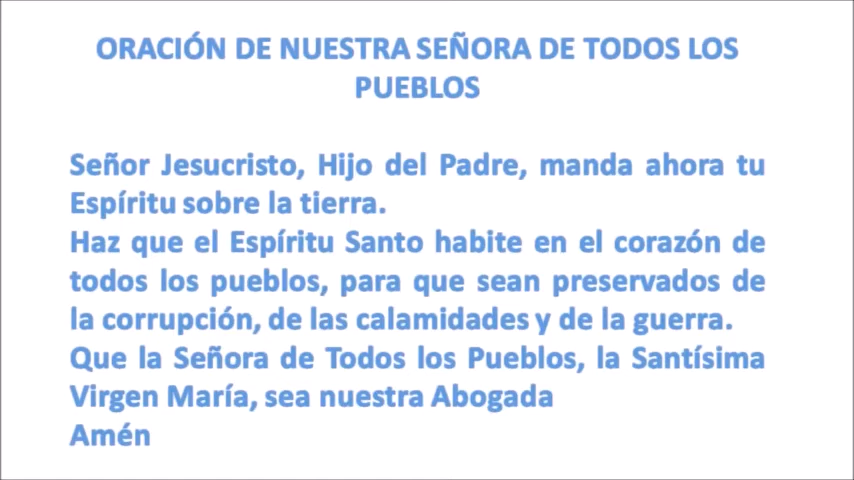 ORACIÓN DE NUESTRA SEÑORA DE TODOS LOS
PUEBLOS
Señor Jesucristo, Hijo del Padre, manda ahora tu
Espíritu sobre la tierra.
Haz que el Espíritu Santo habite en el corazón de
todos los pueblos, para que sean preservados de
la corrupción, de las calamidades y de la guerra.
Que la Señora de Todos los Pueblos, la Santísima
Virgen María, sea nuestra Abogada
Amén